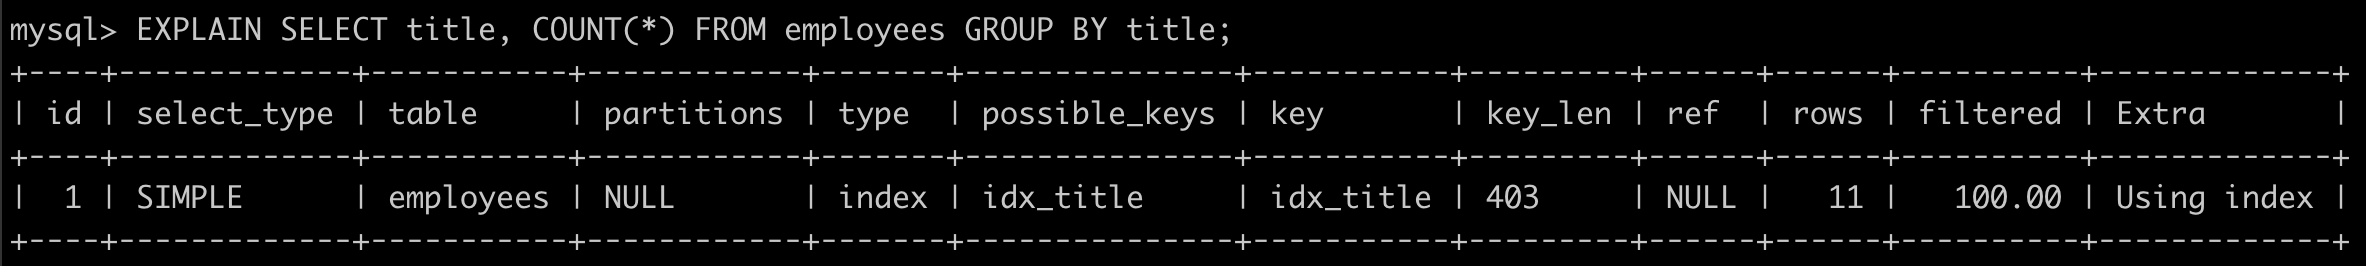 mysql> EXPLAIN SELECT title, COUNT(*) FROM employees GROUP BY title;
+----+-------------+-----------+------------+-------+---------------+-----------+---------+------+------+----------+-------------+
| id | select_type | table     | partitions | type  | possible_keys | key       | key_len | ref  | rows | filtered | Extra       |
+----+-------------+-----------+------------+-------+---------------+-----------+---------+------+------+----------+-------------+
|  1 | SIMPLE      | employees | NULL       | index | idx_title     | idx_title | 403     | NULL |   11 |   100.00 | Using index |
+----+-------------+-----------+------------+-------+---------------+-----------+---------+------+------+----------+-------------+